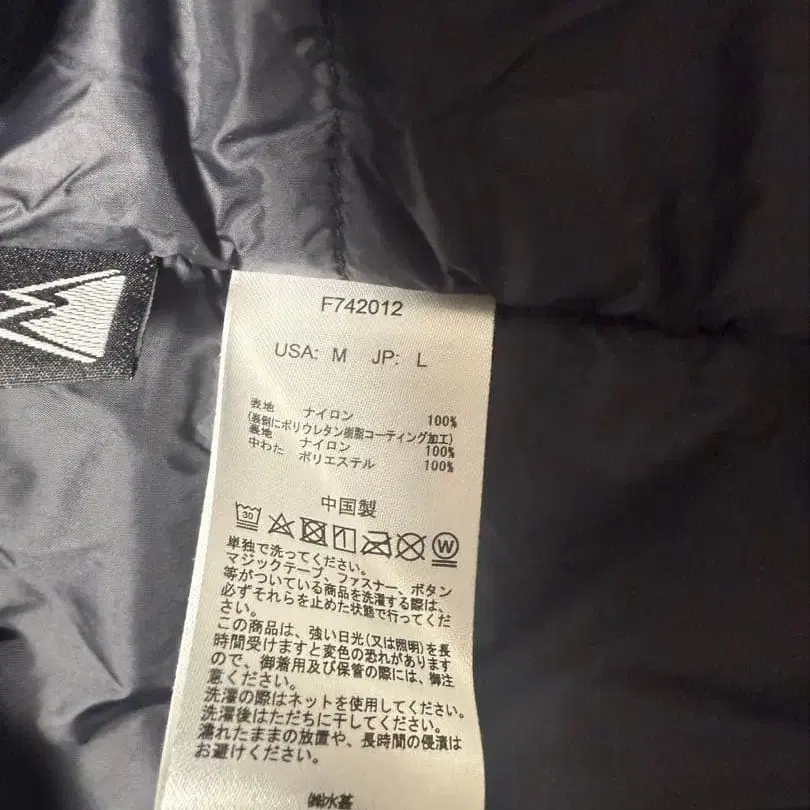 F742012
USA: M JP: L
表地 ナイロン 100%
(裏側にポリウレタン樹脂コーティング加工)
表地 ナイロン 100%
中わた ポリエステル 100%
中国製
30
W
単独で洗ってください。
マジックテープ、ファスナー、ボタン
等がついている商品を洗濯する際は、
必ずそれらを止めた状態で行ってくだ
さい。
この商品は、強い日光(又は照明)を長
時間受けますと変色の恐れがあります
ので、御着用及び保管の際には、御注
意ください。
洗濯の際はネットを使用してください。
洗濯後はただちに干してください。
濡れたままの放置や、長時間の侵漬は
お避けください。
㈱水甚